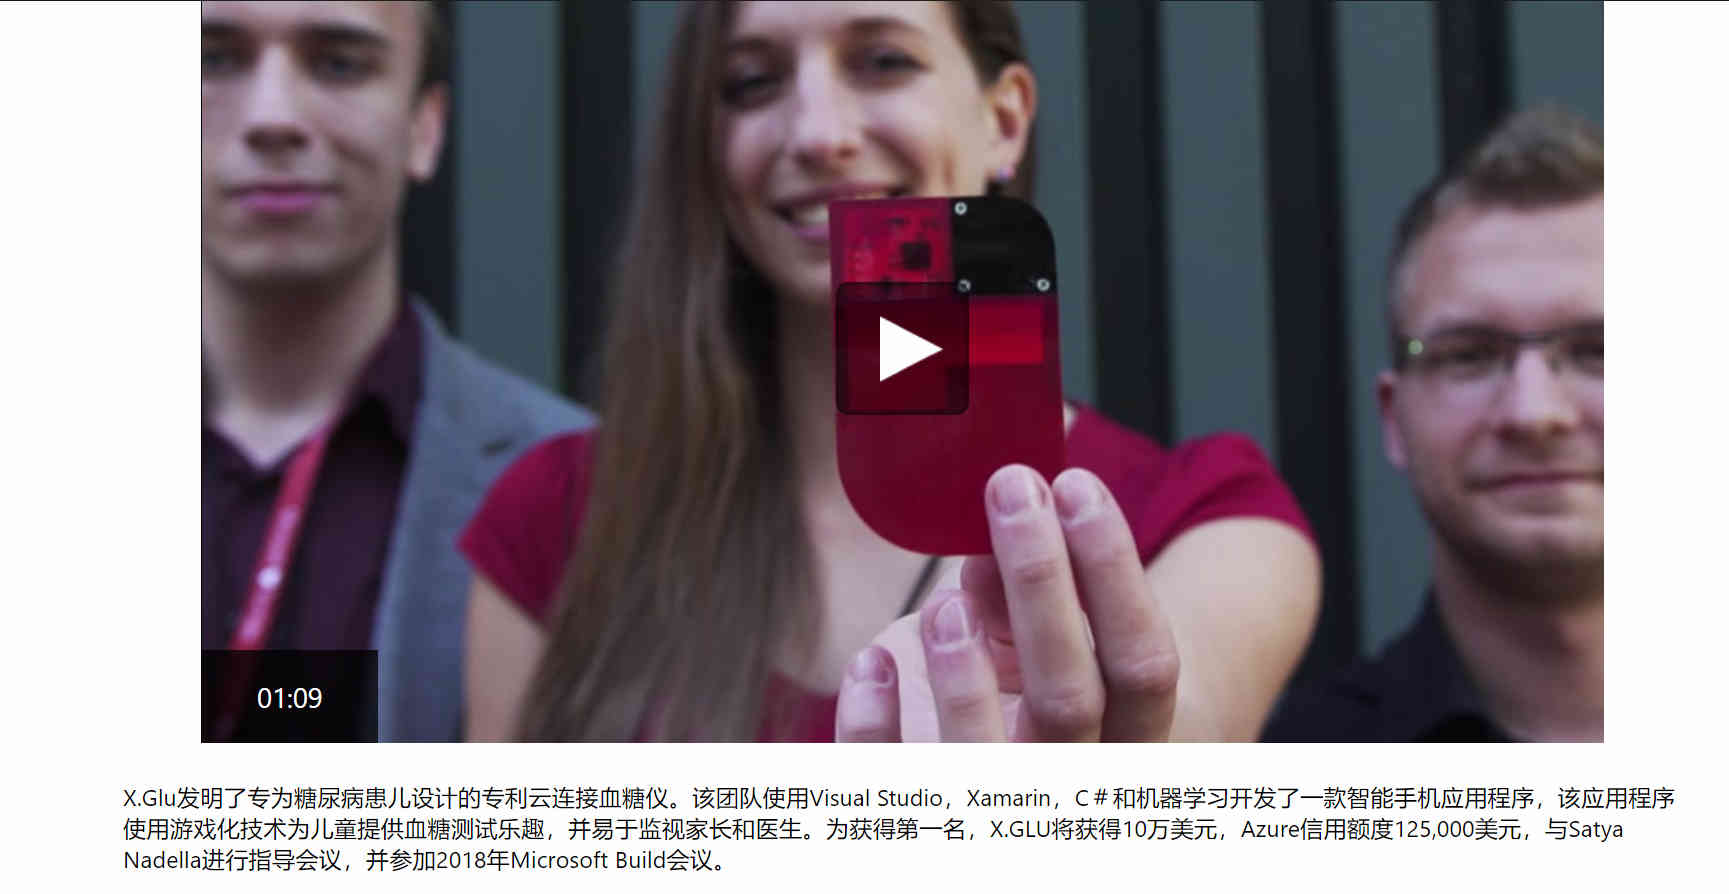 01:09
X.Glu发明了专为糖尿病患儿设计的专利云连接血糖仪。该团队使用Visual Studio，Xamarin，C＃和机器学习开发了一款智能手机应用程序，该应用程序
使用游戏化技术为儿童提供血糖测试乐趣，并易于监视家长和医生。为获得第一名，X.GLU将获得10万美元，Azure信用额度125,000美元，与Satya
Nadella进行指导会议，并参加2018年Microsoft Build会议。